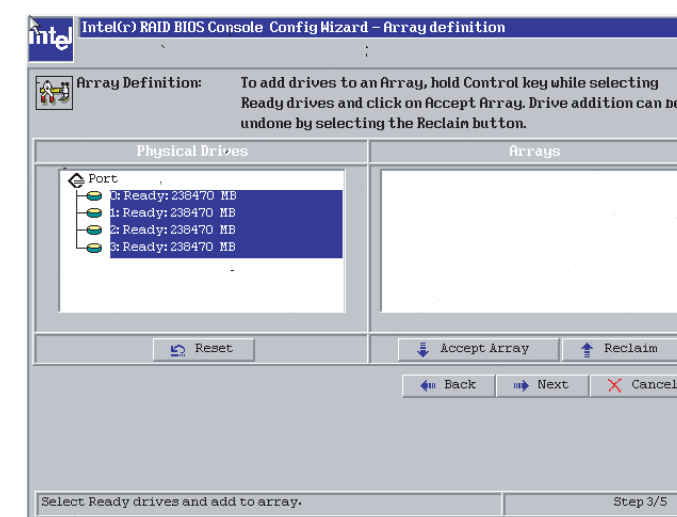 intel
Intel(r) RAID BIOS Console Config Wizard – Array definition
Array Definition:
To add drives to an Array, hold Control key while selecting
Ready drives and click on Accept Array. Drive addition can be
undone by selecting the Reclaim button.
Physical Drives
Arrays
Port
0: Ready: 238470 MB
1: Ready: 238470 MB
2: Ready: 238470 MB
3: Ready: 238470 MB
Reset
Accept Array
Reclaim
Back
Next
Cancel
Select Ready drives and add to array.
Step 3/5